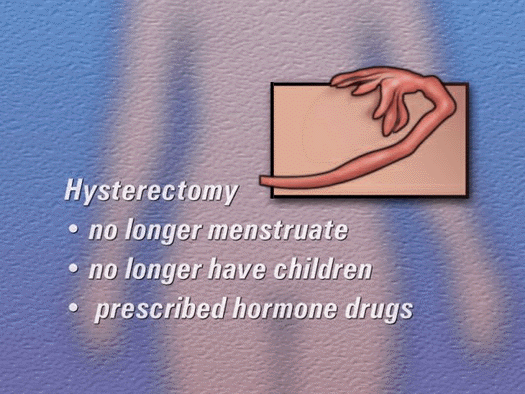 Hysterectomy
• no longer menstruate
• no longer have children
• prescribed hormone drugs